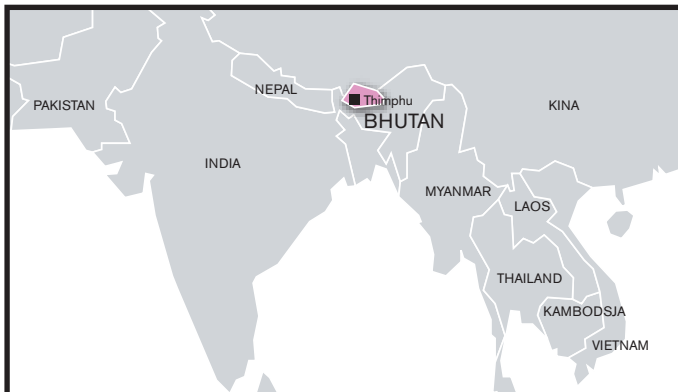 NEPAL
Thimphu
PAKISTAN
KINA
BHUTAN
INDIA
MYANMAR
LAOS
THAILAND
KAMBODSJA
VIETNAM